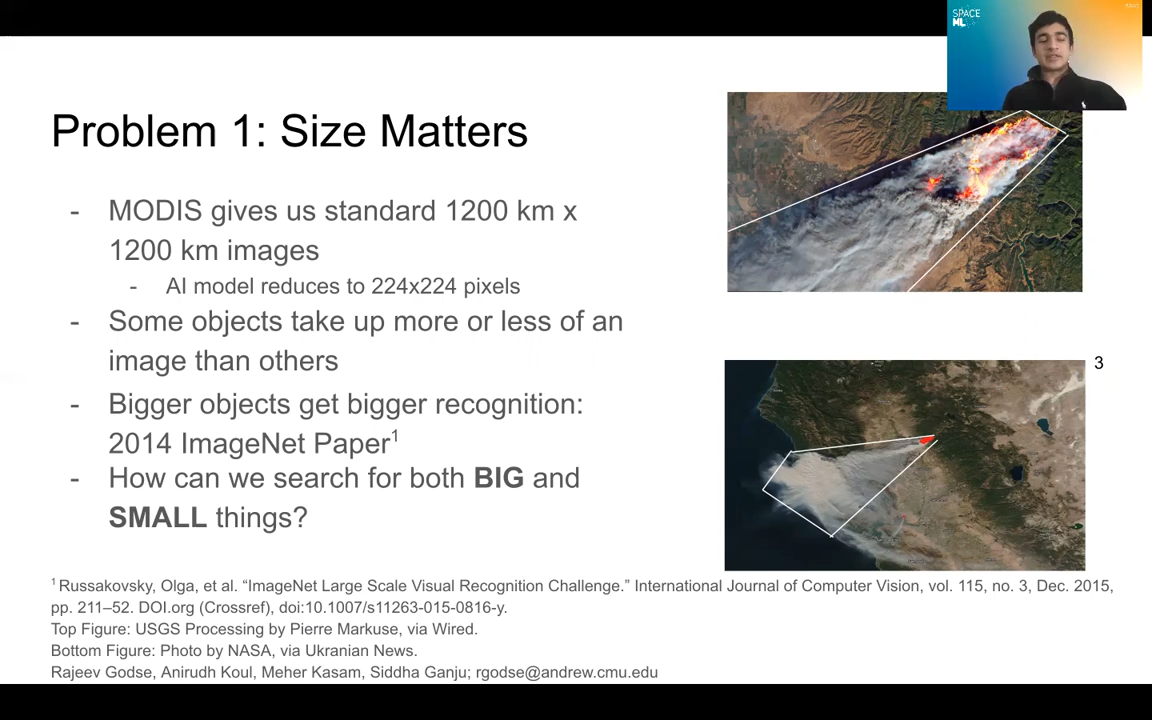 SPACE
ML
Problem 1: Size Matters
- MODIS gives us standard 1200 km x
1200 km images
- AI model reduces to 224x224 pixels
- Some objects take up more or less of an
image than others
- Bigger objects get bigger recognition:
2014 ImageNet Paper¹
- How can we search for both BIG and
SMALL things?
3
¹ Russakovsky, Olga, et al. “ImageNet Large Scale Visual Recognition Challenge.” International Journal of Computer Vision, vol. 115, no. 3, Dec. 2015,
pp. 211–52. DOI.org (Crossref), doi:10.1007/s11263-015-0816-y.
Top Figure: USGS Processing by Pierre Markuse, via Wired.
Bottom Figure: Photo by NASA, via Ukranian News.
Rajeev Godse, Anirudh Koul, Meher Kasam, Siddha Ganju; rgodse@andrew.cmu.edu